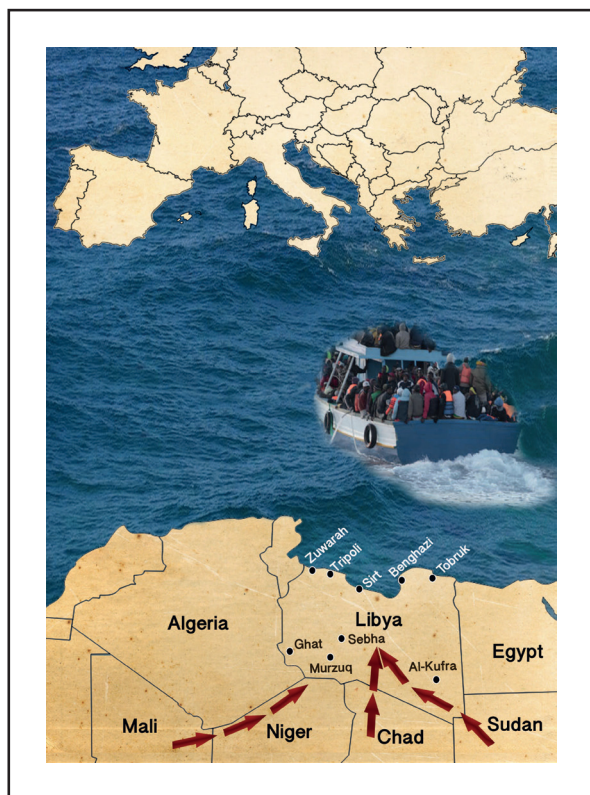 Zuwarah
Tripoli
Sirt
Benghazi
Tobruk
Algeria
Libya
Egypt
Ghat
Sebha
Murzuq
Al-Kufra
Mali
Niger
Chad
Sudan